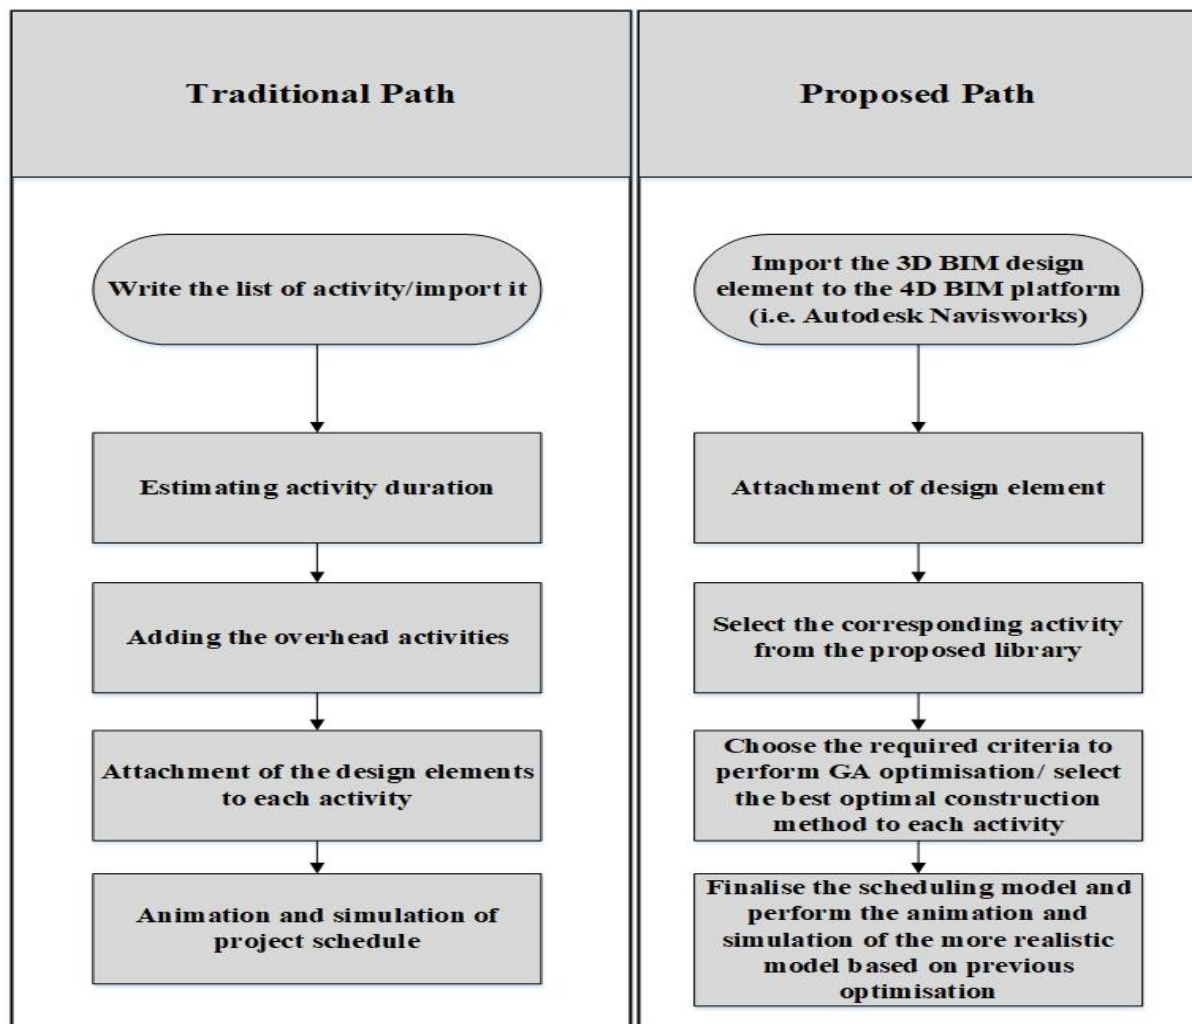 Traditional Path
Write the list of activity/import it
Estimating activity duration
Adding the overhead activities
Attachment of the design elements
to each activity
Animation and simulation of
project schedule
Proposed Path
Import the 3D BIM design
element to the 4D BIM platform
(i.e. Autodesk Navisworks)
Attachment of design element
Select the corresponding activity
from the proposed library
Choose the required criteria to
perform GA optimisation/ select
the best optimal construction
method to each activity
Finalise the scheduling model and
perform the animation and
simulation of the more realistic
model based on previous
optimisation